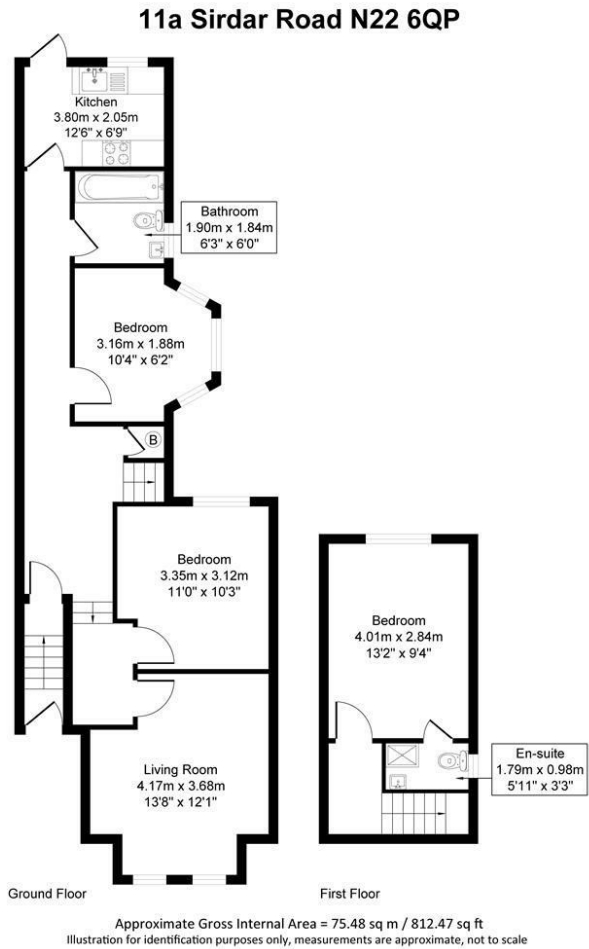 11a Sirdar Road N22 6QP
Kitchen
3.80m x 2.05m
12'6" x 6'9"
Bathroom
1.90m x 1.84m
6'3" x 6'0"
Bedroom
3.16m x 1.88m
10'4" x 6'2"
B
Bedroom
3.35m x 3.12m
11'0" x 10'3"
Bedroom
4.01m x 2.84m
13'2" x 9'4"
En-suite
1.79m x 0.98m
5'11" x 3'3"
Living Room
4.17m x 3.68m
13'8" x 12'1"
Ground Floor
First Floor
Approximate Gross Internal Area = 75.48 sq m / 812.47 sq ft
Illustration for identification purposes only, measurements are approximate, not to scale